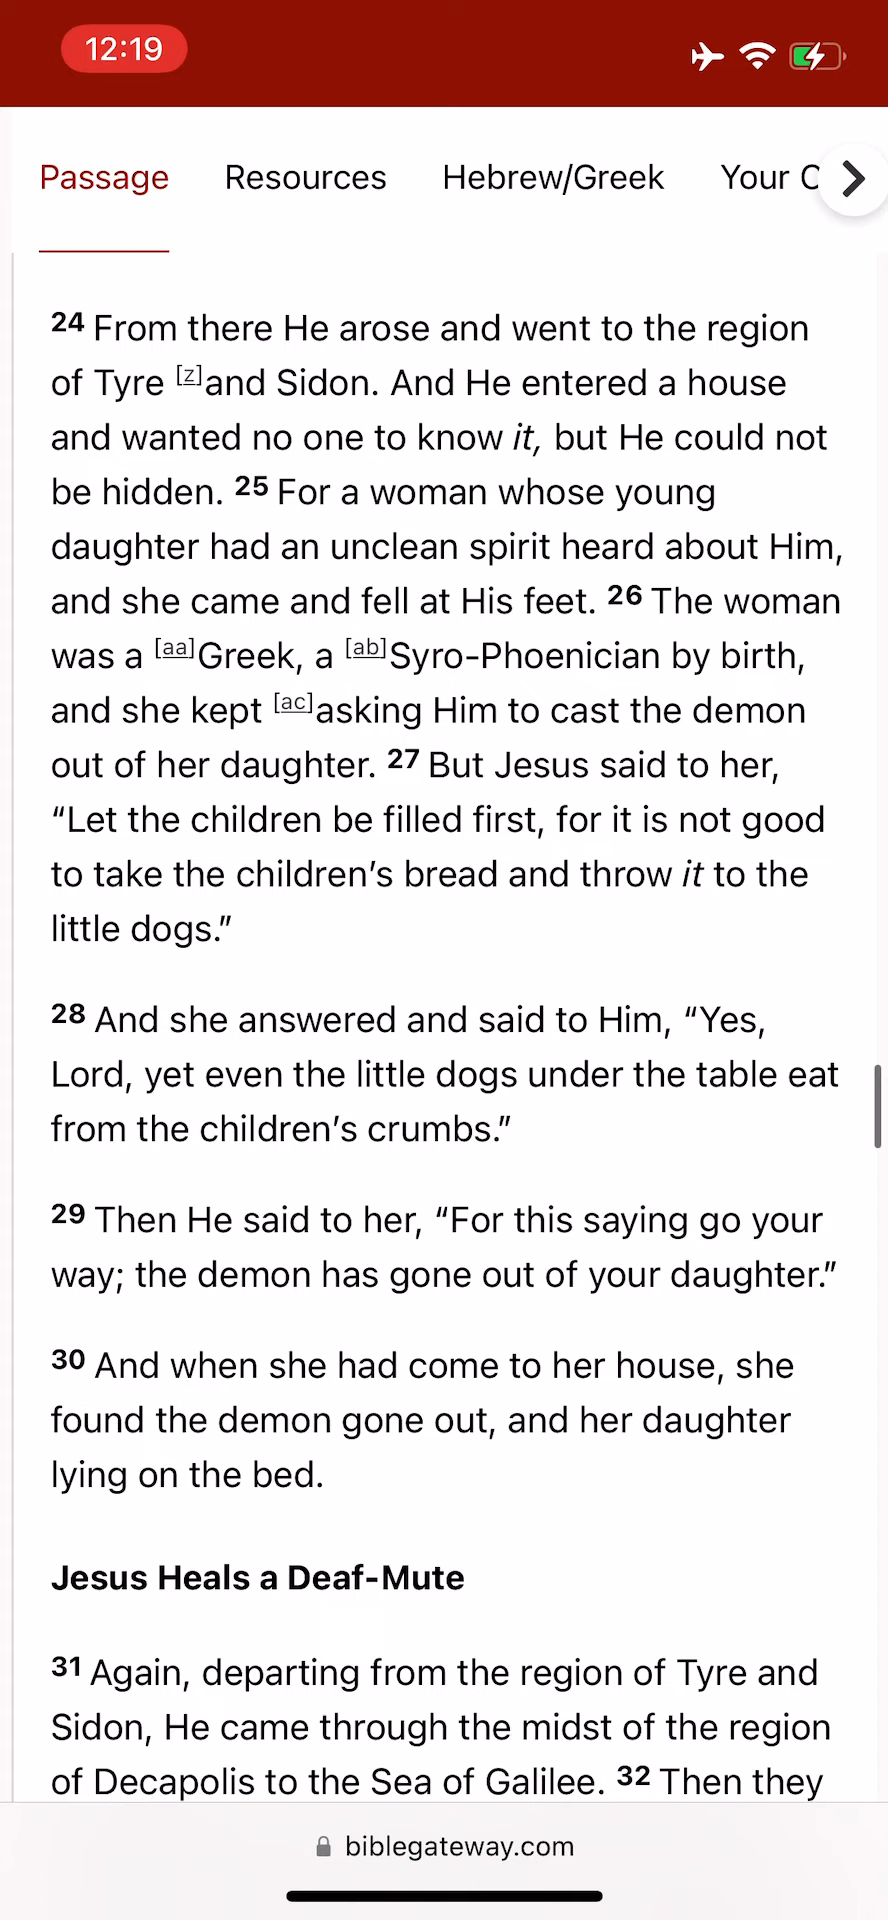 12:19
Passage Resources Hebrew/Greek Your
24 From there He arose and went to the region
of Tyre [z]and Sidon. And He entered a house
and wanted no one to know it, but He could not
be hidden. 25 For a woman whose young
daughter had an unclean spirit heard about Him,
and she came and fell at His feet. 26 The woman
was a [aa]Greek, a [ab]Syro-Phoenician by birth,
and she kept [ac]asking Him to cast the demon
out of her daughter. 27 But Jesus said to her,
“Let the children be filled first, for it is not good
to take the children’s bread and throw it to the
little dogs.”
28 And she answered and said to Him, “Yes,
Lord, yet even the little dogs under the table eat
from the children’s crumbs.”
29 Then He said to her, “For this saying go your
way; the demon has gone out of your daughter.”
30 And when she had come to her house, she
found the demon gone out, and her daughter
lying on the bed.
Jesus Heals a Deaf-Mute
31 Again, departing from the region of Tyre and
Sidon, He came through the midst of the region
of Decapolis to the Sea of Galilee. 32 Then they
biblegateway.com